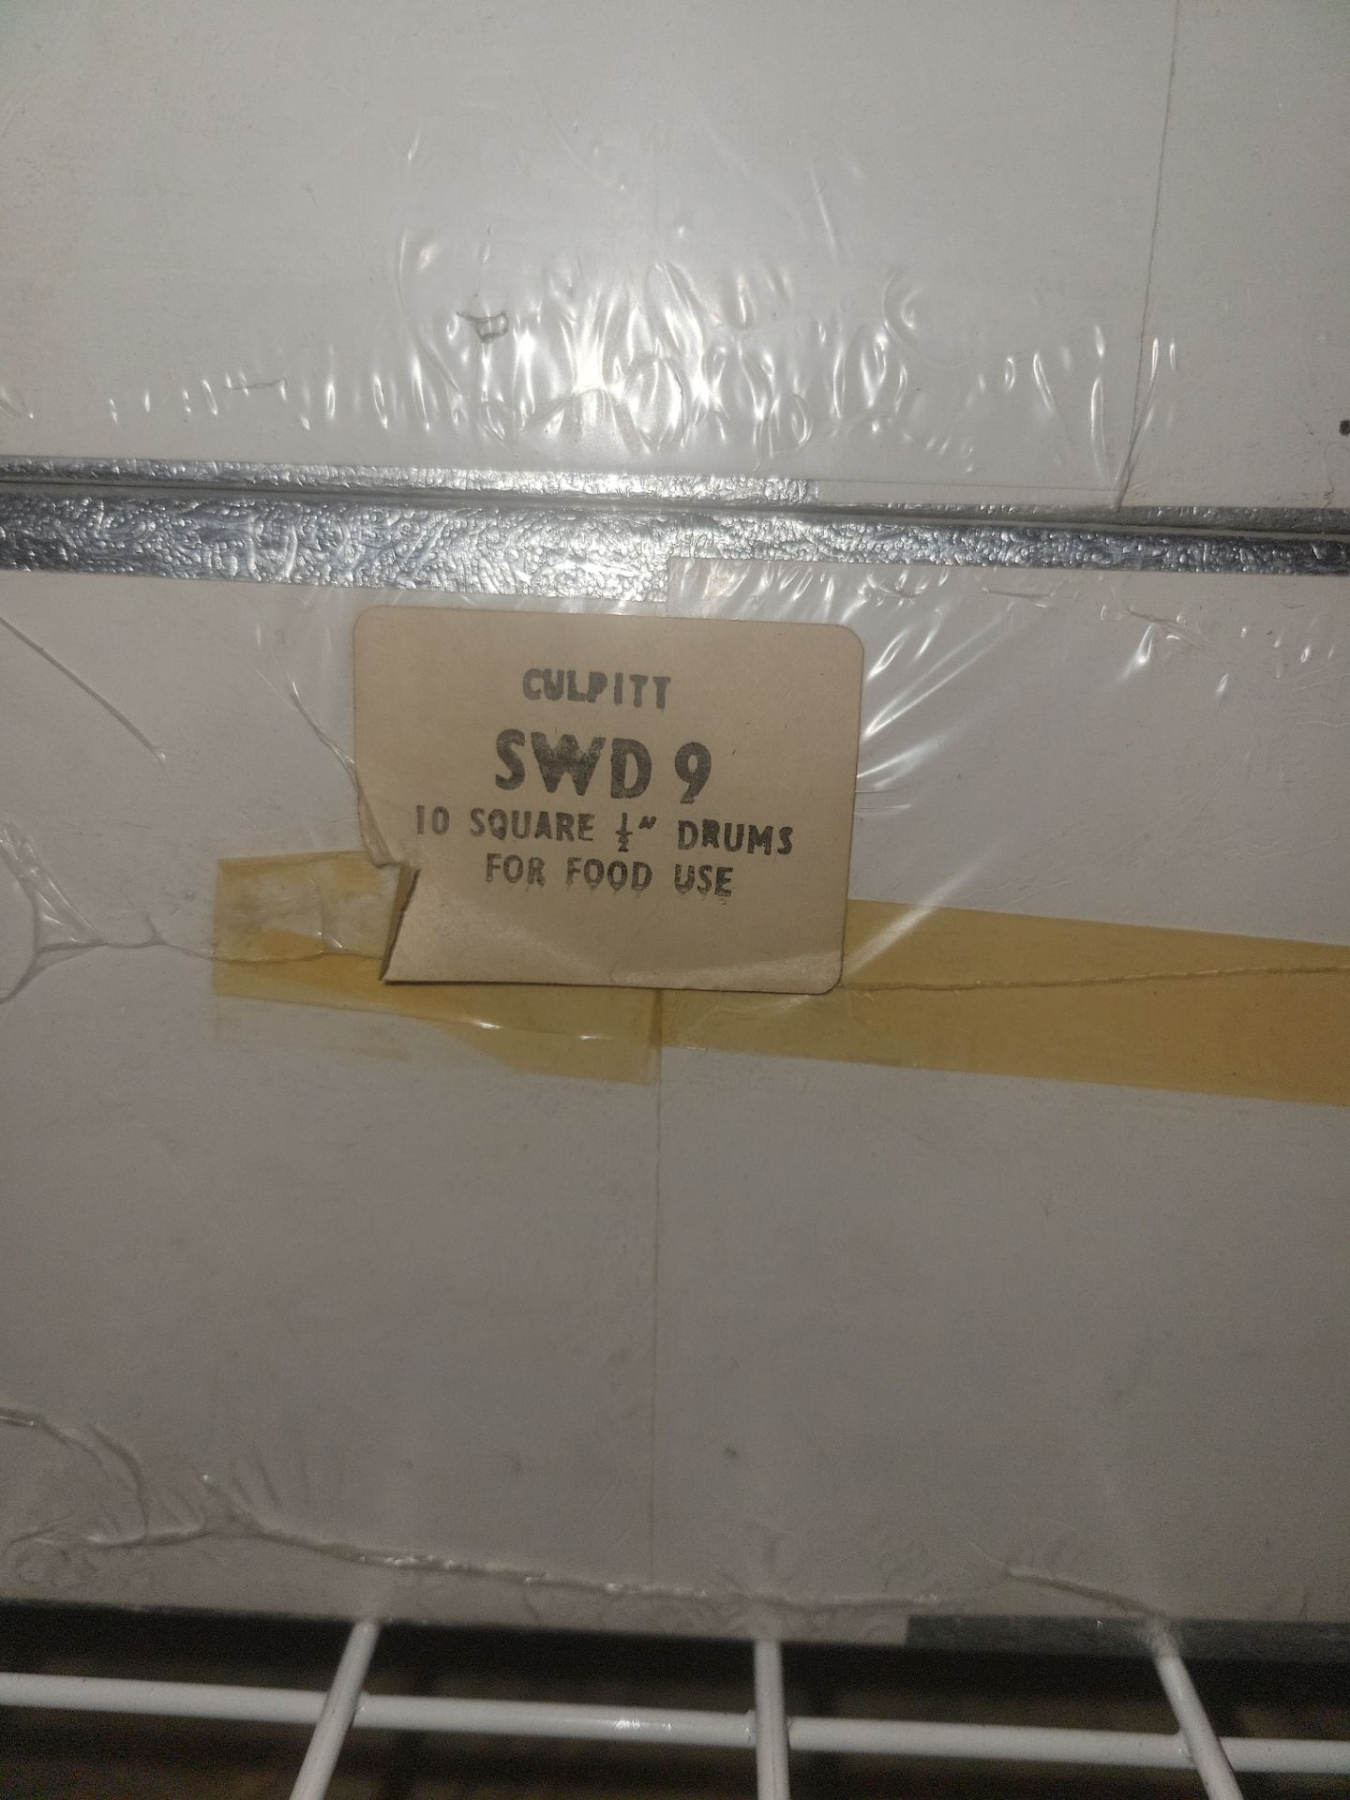 CULPITT
SWD 9
10 SQUARE ½" DRUMS
FOR FOOD USE